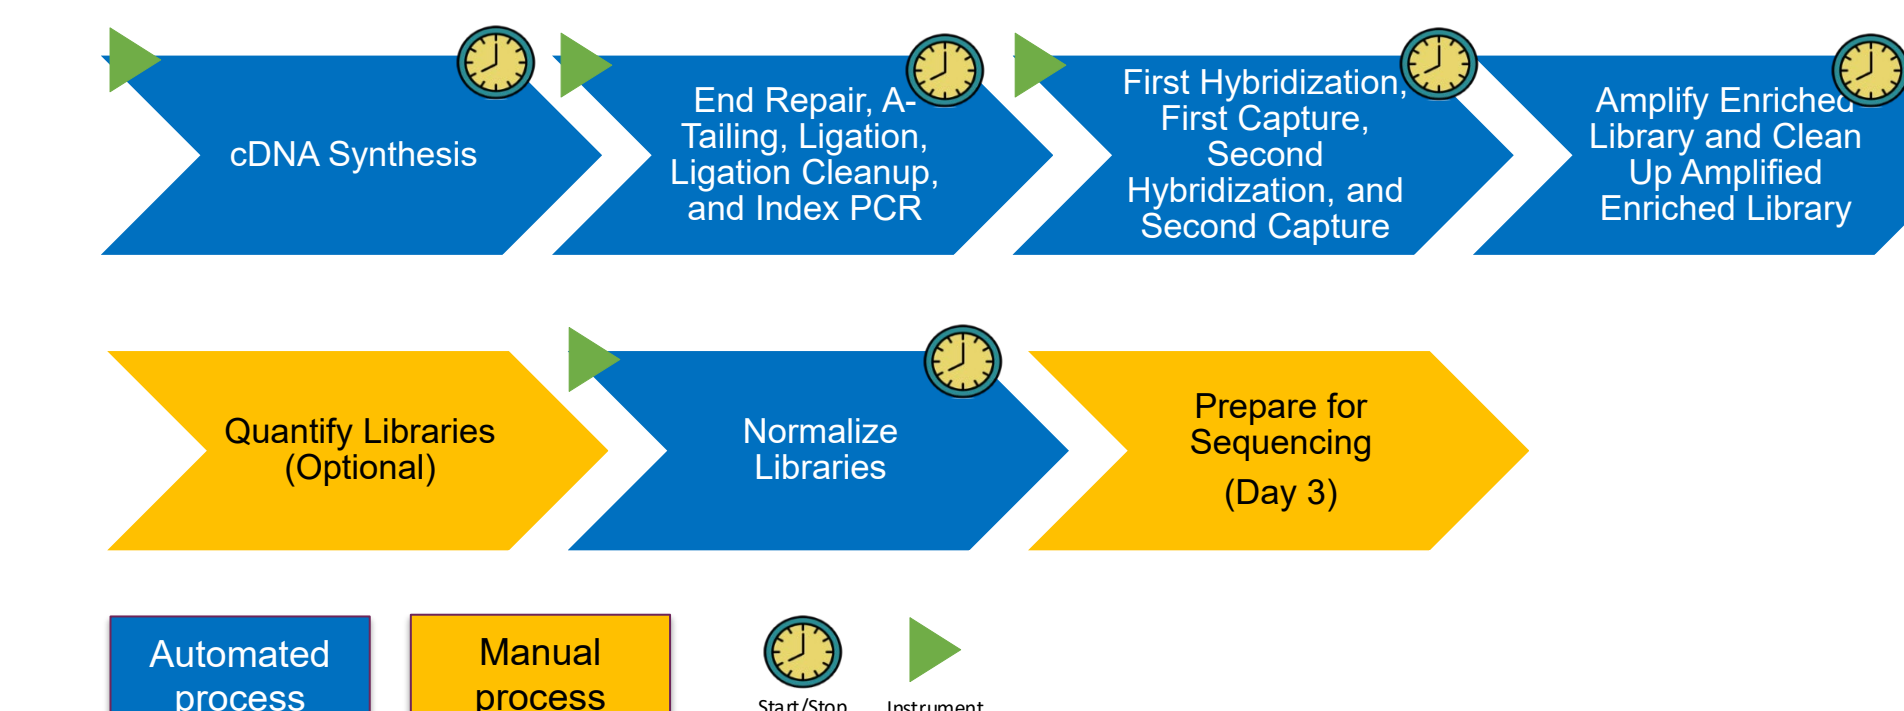 cDNA Synthesis
End Repair, A-
Tailing, Ligation,
Ligation Cleanup,
and Index PCR
First Hybridization,
First Capture,
Second
Hybridization, and
Second Capture
Amplify Enriched
Library and Clean
Up Amplified
Enriched Library
Quantify Libraries
(Optional)
Normalize
Libraries
Prepare for
Sequencing
(Day 3)
Automated
process
Manual
process
Start/Stop
Instrument